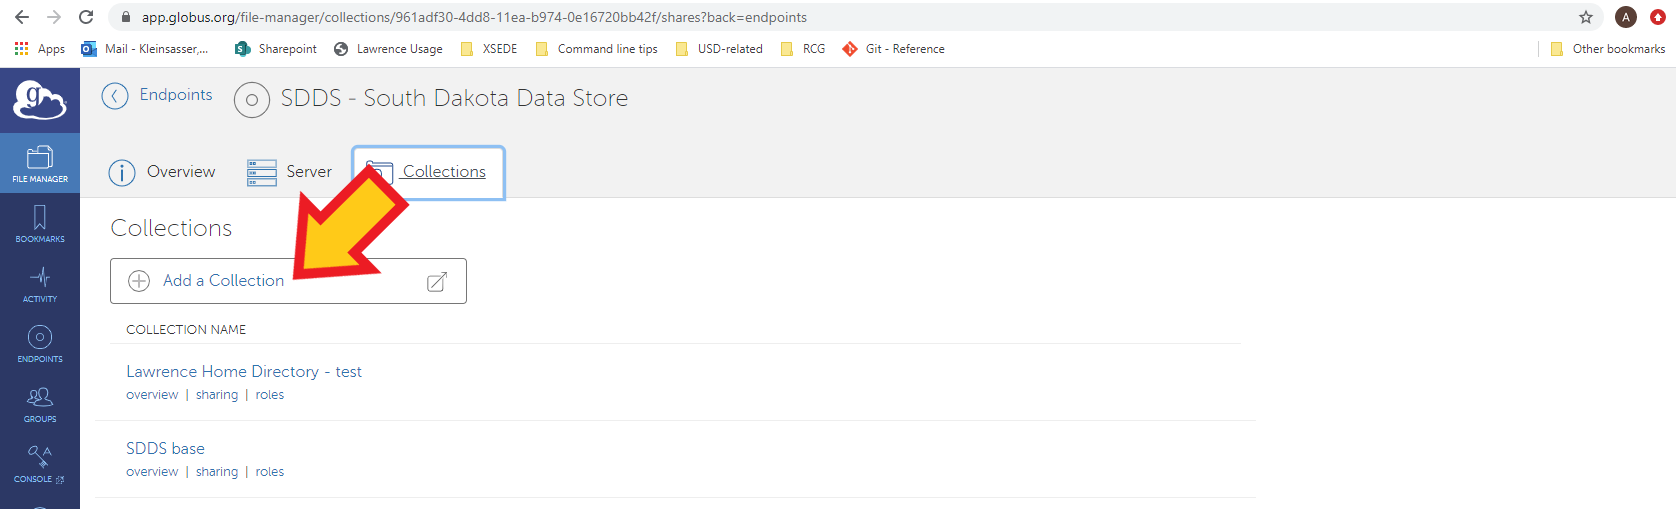 app.globus.org/file-manager/collections/961adf30-4dd8-11ea-b974-0e16720bb42f/shares?back=endpoints
A
Apps Mail - Kleinsasser,... Sharepoint Lawrence Usage XSEDE Command line tips USD-related RCG Git - Reference Other bookmarks
g
Endpoints SDDS - South Dakota Data Store
FILE MANAGER
Overview Server Collections
BOOKMARKS
Collections
ACTIVITY
Add a Collection
ENDPOINTS
COLLECTION NAME
Lawrence Home Directory - test
overview | sharing | roles
GROUPS
SDDS base
overview | sharing | roles
CONSOLE